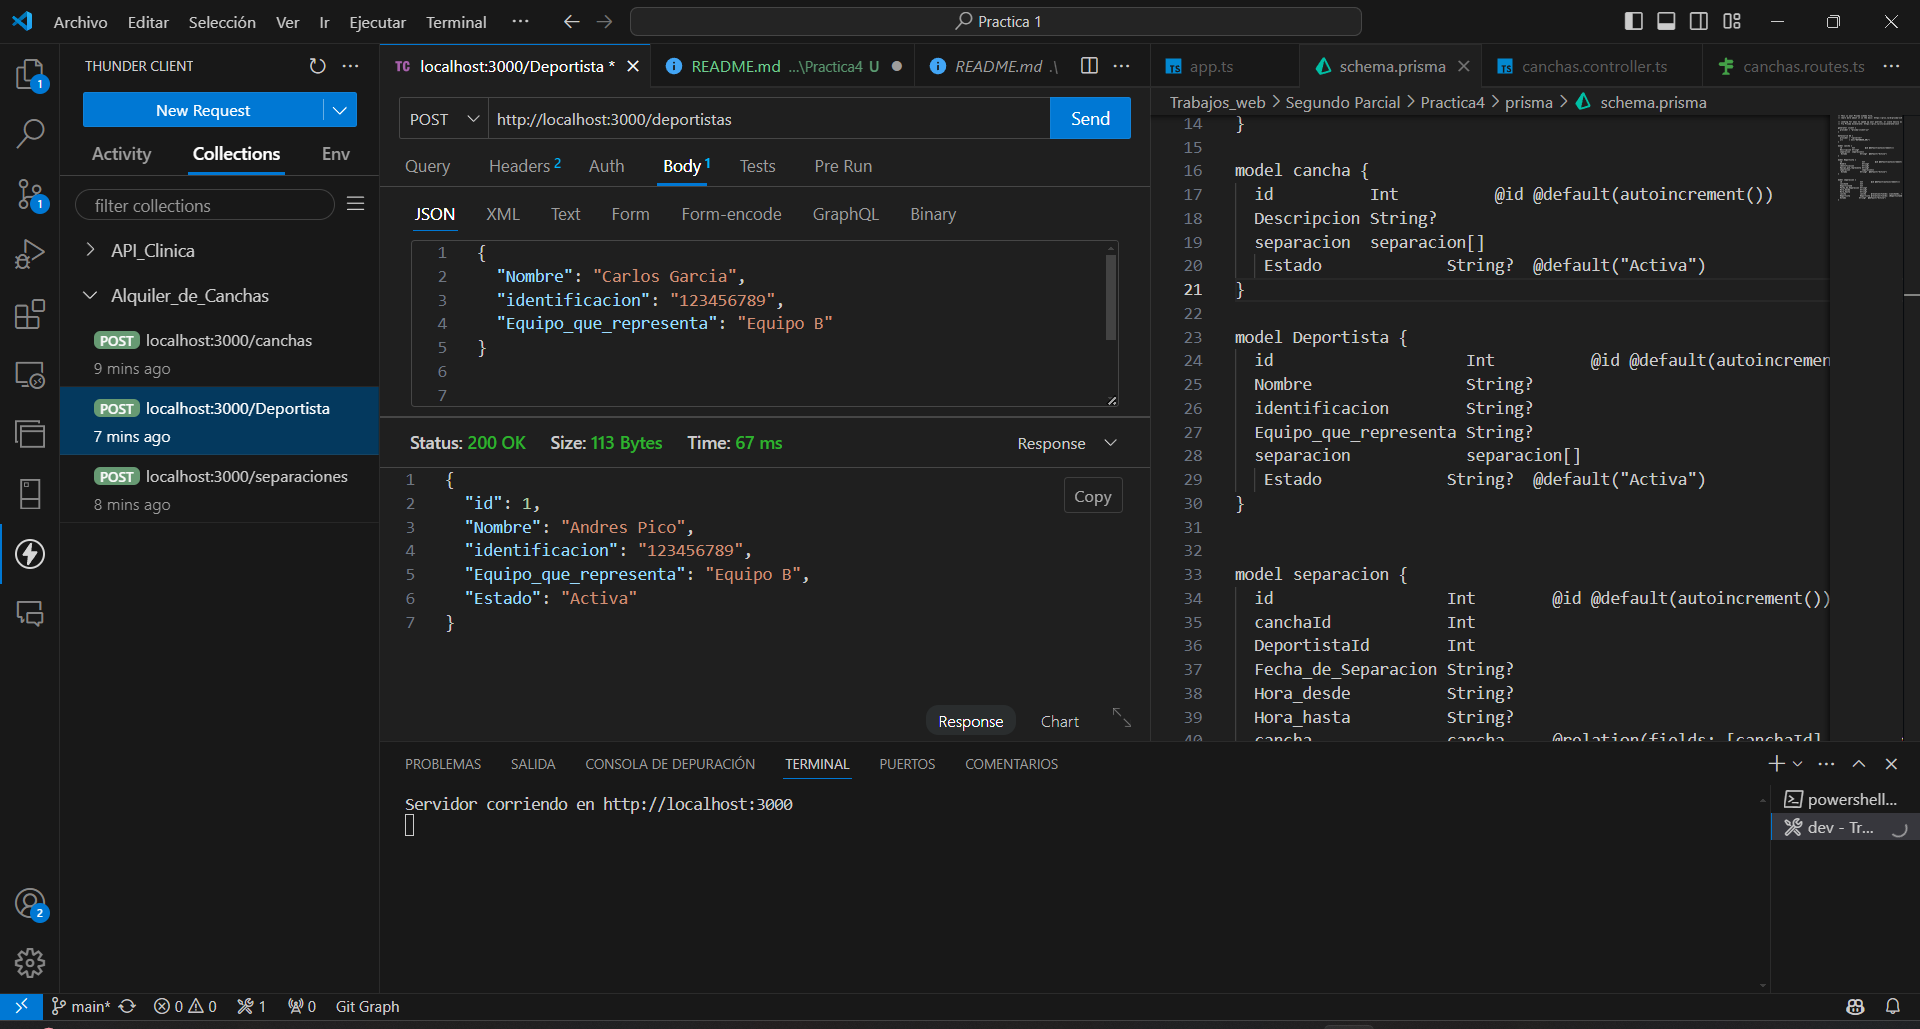 Archivo Editar Selección Ver Ir Ejecutar Terminal ··· Practica 1
THUNDER CLIENT
New Request
Activity Collections Env
filter collections
API_Clinica
Alquiler_de_Canchas
POST localhost:3000/canchas
9 mins ago
POST localhost:3000/Deportista
7 mins ago
POST localhost:3000/separaciones
8 mins ago
TC localhost:3000/Deportista * README.md ...\Practica4 U README.md .\
POST http://localhost:3000/deportistas Send
Query Headers 2 Auth Body 1 Tests Pre Run
JSON XML Text Form Form-encode GraphQL Binary
1 {
2 "Nombre": "Carlos Garcia",
3 "identificacion": "123456789",
4 "Equipo_que_representa": "Equipo B"
5 }
6
7
Status: 200 OK Size: 113 Bytes Time: 67 ms Response
1 {
2 "id": 1,
3 "Nombre": "Andres Pico",
4 "identificacion": "123456789",
5 "Equipo_que_representa": "Equipo B",
6 "Estado": "Activa"
7 }
Copy
Response Chart
TS app.ts schema.prisma TS canchas.controller.ts canchas.routes.ts
Trabajos_web > Segundo Parcial > Practica4 > prisma > schema.prisma
14 }
15
16 model cancha {
17 id Int @id @default(autoincrement())
18 Descripcion String?
19 separacion separacion[]
20 Estado String? @default("Activa")
21 }
22
23 model Deportista {
24 id Int @id @default(autoincremen
25 Nombre String?
26 identificacion String?
27 Equipo_que_representa String?
28 separacion separacion[]
29 Estado String? @default("Activa")
30 }
31
32
33 model separacion {
34 id Int @id @default(autoincrement())
35 canchaId Int
36 DeportistaId Int
37 Fecha_de_Separacion String?
38 Hora_desde String?
39 Hora_hasta String?
40 cancha cancha @relation(fields: [canchaId]
PROBLEMAS SALIDA CONSOLA DE DEPURACIÓN TERMINAL PUERTOS COMENTARIOS
Servidor corriendo en http://localhost:3000
powershell...
dev - Tr...
1
1
2
main* 0 0 1 0 Git Graph